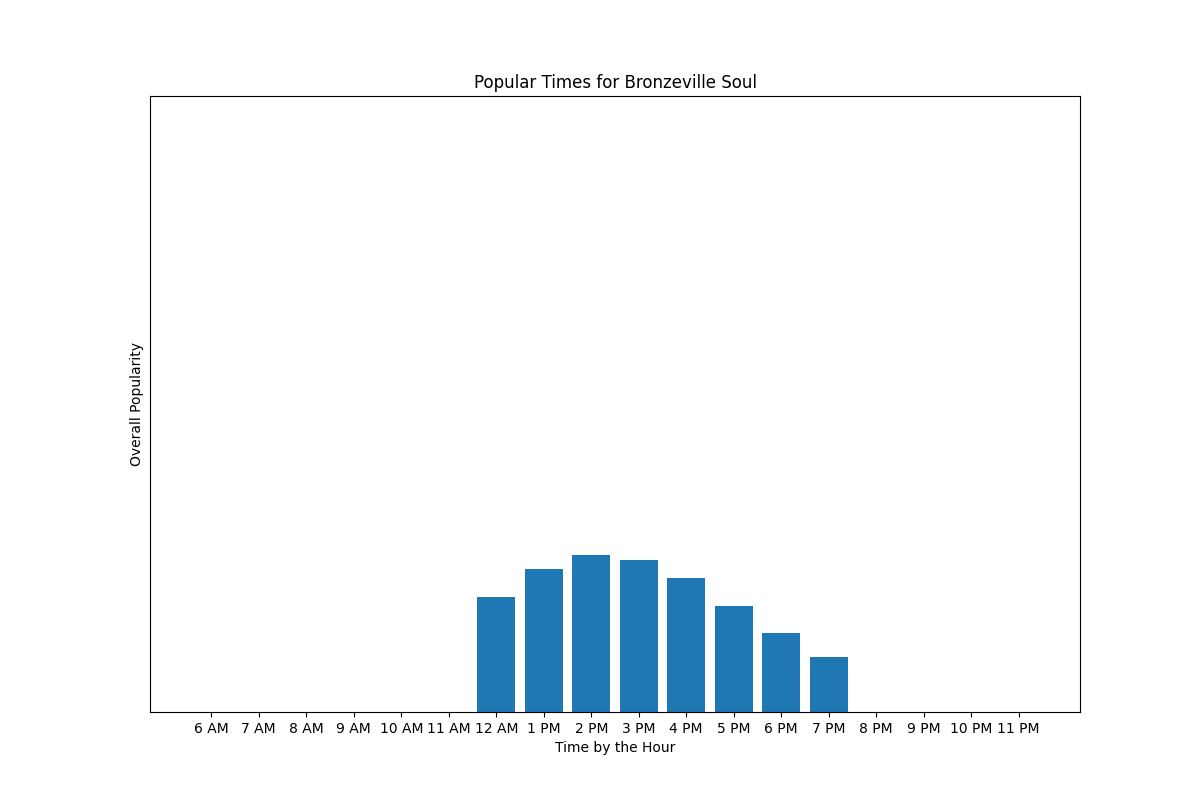 Popular Times for Bronzeville Soul
Overall Popularity
6 AM 7 AM 8 AM 9 AM 10 AM 11 AM 12 AM 1 PM 2 PM 3 PM 4 PM 5 PM 6 PM 7 PM 8 PM 9 PM 10 PM 11 PM
Time by the Hour